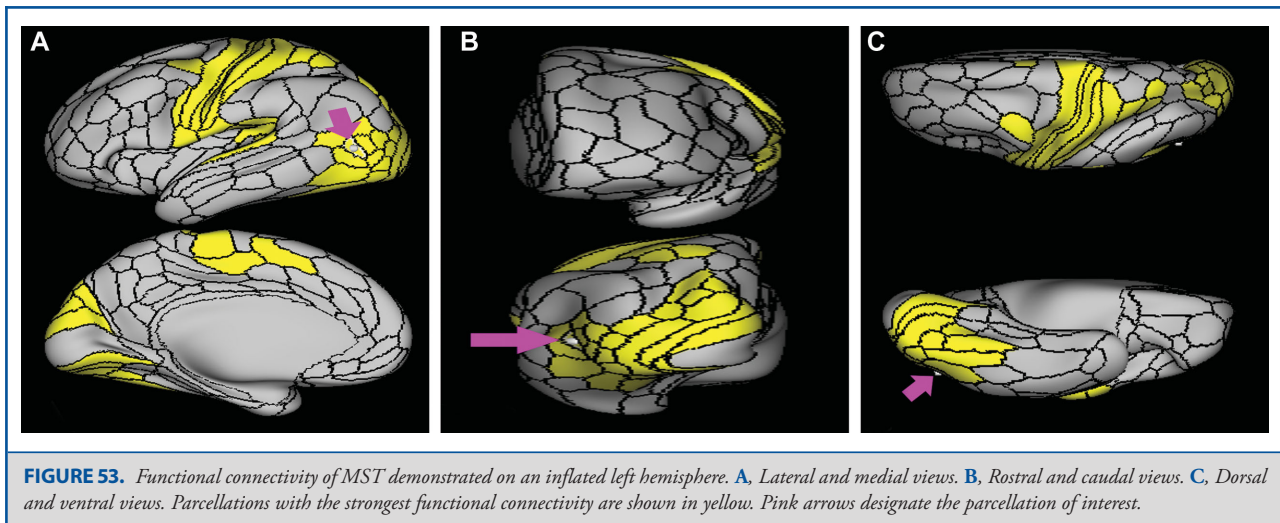 A
B
C
FIGURE 53. Functional connectivity of MST demonstrated on an inflated left hemisphere. A, Lateral and medial views. B, Rostral and caudal views. C, Dorsal
and ventral views. Parcellations with the strongest functional connectivity are shown in yellow. Pink arrows designate the parcellation of interest.